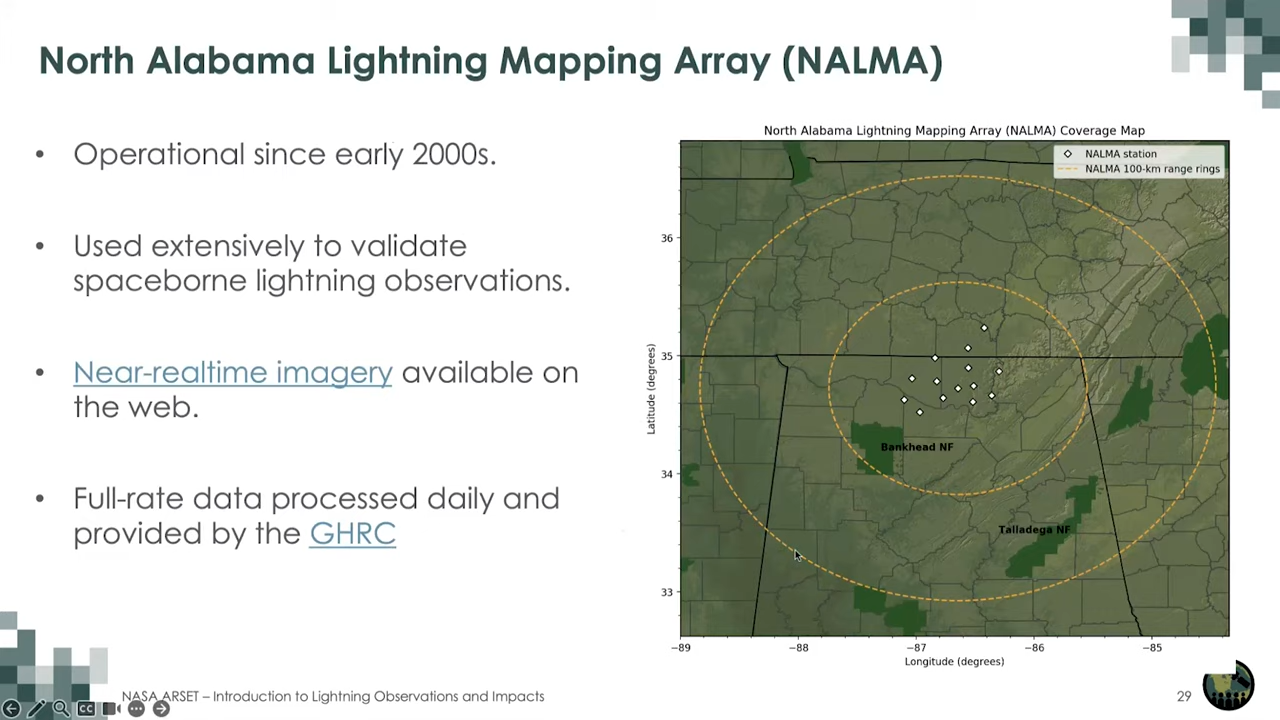 North Alabama Lightning Mapping Array (NALMA)
• Operational since early 2000s.
• Used extensively to validate
spaceborne lightning observations.
• Near-realtime imagery available on
the web.
• Full-rate data processed daily and
provided by the GHRC
North Alabama Lightning Mapping Array (NALMA) Coverage Map
NALMA station
NALMA 100-km range rings
36
35
34
33
Latitude (degrees)
Bankhead NF
Talladega NF
−89
−88
−87
−86
−85
Longitude (degrees)
NASA ARSET – Introduction to Lightning Observations and Impacts
29
CC